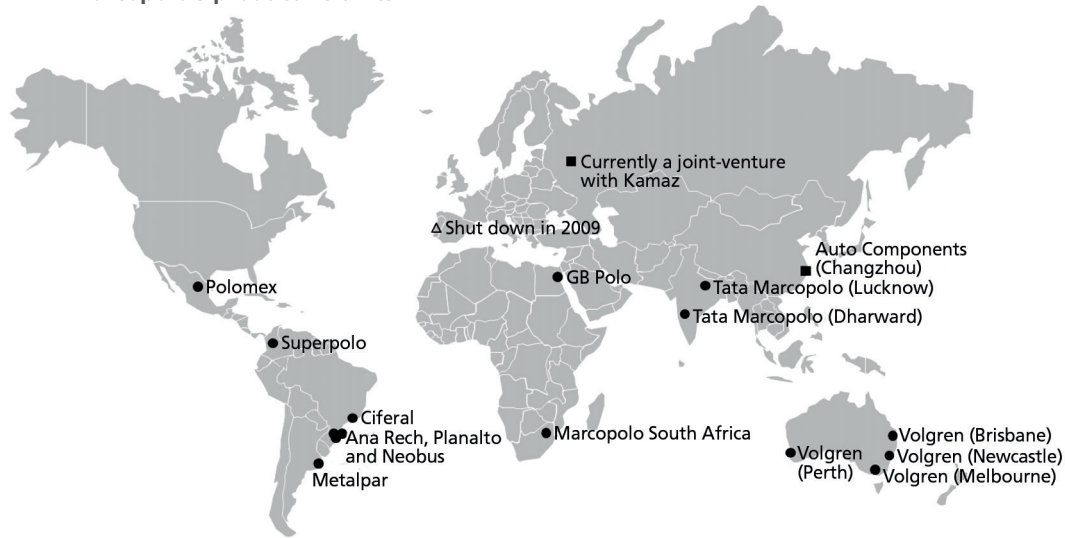 Currently a joint-venture
with Kamaz
Shut down in 2009
Auto Components
(Changzhou)
GB Polo
Polomex
Tata Marcopolo (Lucknow)
Tata Marcopolo (Dharward)
Superpolo
Ciferal
Ana Rech, Planalto
and Neobus
Marcopolo South Africa
Metalpar
Volgren (Brisbane)
Volgren
(Perth)
Volgren (Newcastle)
Volgren (Melbourne)